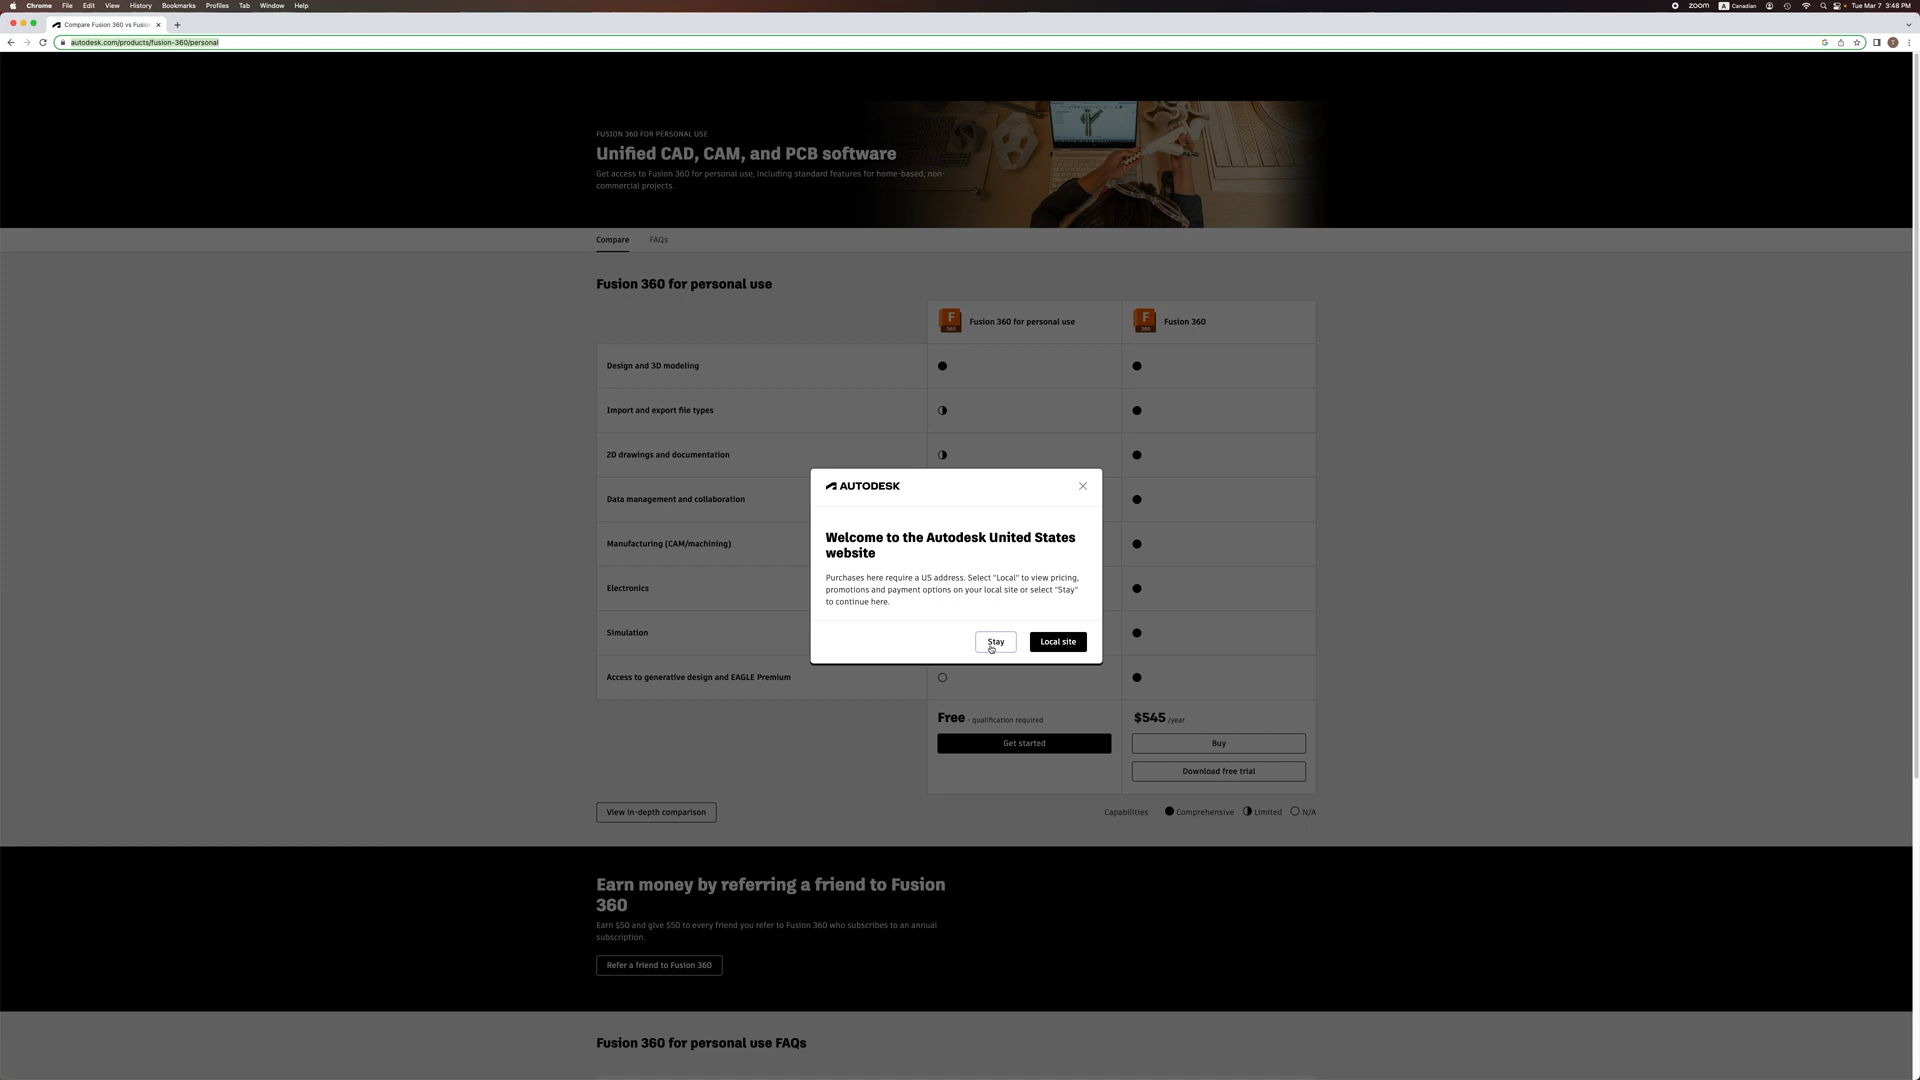 Chrome File Edit View History Bookmarks Profiles Tab Window Help
zoom A Canadian Tue Mar 7 3:48 PM
Compare Fusion 360 vs Fusion
autodesk.com/products/fusion-360/personal
FUSION 360 FOR PERSONAL USE
Unified CAD, CAM, and PCB software
Get access to Fusion 360 for personal use, including standard features for home-based, non-
commercial projects.
Compare FAQs
Fusion 360 for personal use
F 360 Fusion 360 for personal use F 360 Fusion 360
Design and 3D modeling
Import and export file types
2D drawings and documentation
Data management and collaboration
Manufacturing (CAM/machining)
Electronics
Simulation
Access to generative design and EAGLE Premium
AUTODESK
Welcome to the Autodesk United States
website
Purchases here require a US address. Select "Local" to view pricing,
promotions and payment options on your local site or select "Stay"
to continue here.
Stay Local site
Free - qualification required $545 /year
Get started Buy
Download free trial
View in-depth comparison Capabilities Comprehensive Limited N/A
Earn money by referring a friend to Fusion
360
Earn $50 and give $50 to every friend you refer to Fusion 360 who subscribes to an annual
subscription.
Refer a friend to Fusion 360
Fusion 360 for personal use FAQs